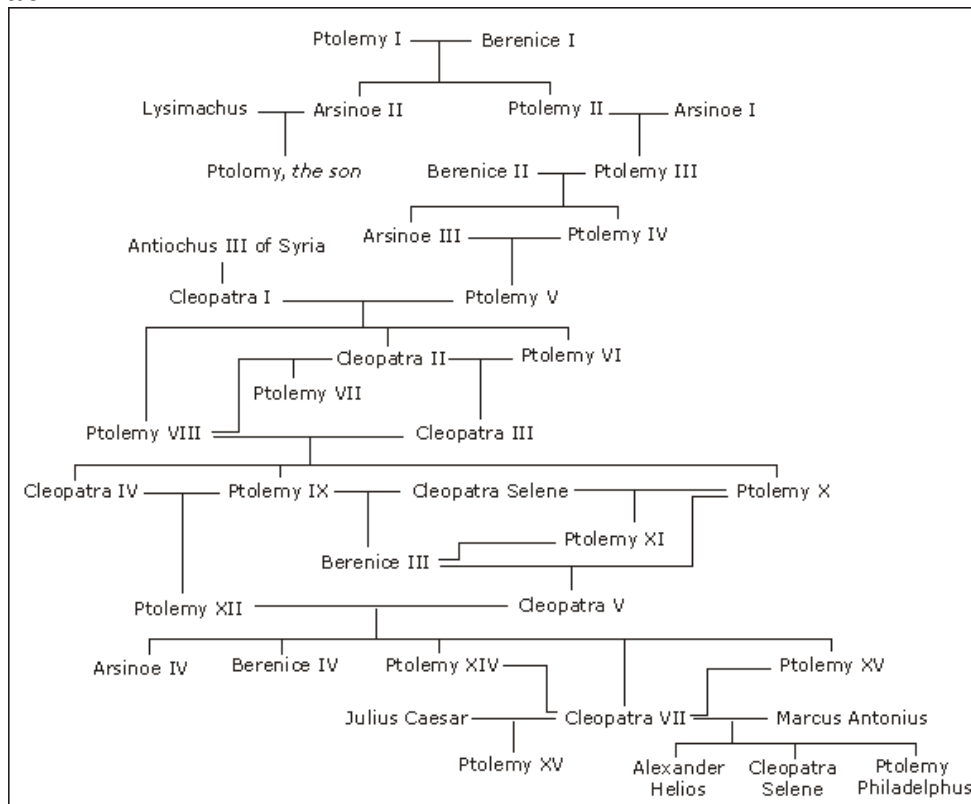 Ptolemy I Berenice I
Lysimachus Arsinoe II Ptolemy II Arsinoe I
Ptolomy, the son Berenice II Ptolemy III
Arsinoe III Ptolemy IV
Antiochus III of Syria
Cleopatra I Ptolemy V
Cleopatra II Ptolemy VI
Ptolemy VII
Ptolemy VIII Cleopatra III
Cleopatra IV Ptolemy IX Cleopatra Selene Ptolemy X
Ptolemy XI
Berenice III
Ptolemy XII Cleopatra V
Arsinoe IV Berenice IV Ptolemy XIV Ptolemy XV
Julius Caesar Cleopatra VII Marcus Antonius
Ptolemy XV
Alexander Helios
Cleopatra Selene
Ptolemy Philadelphus